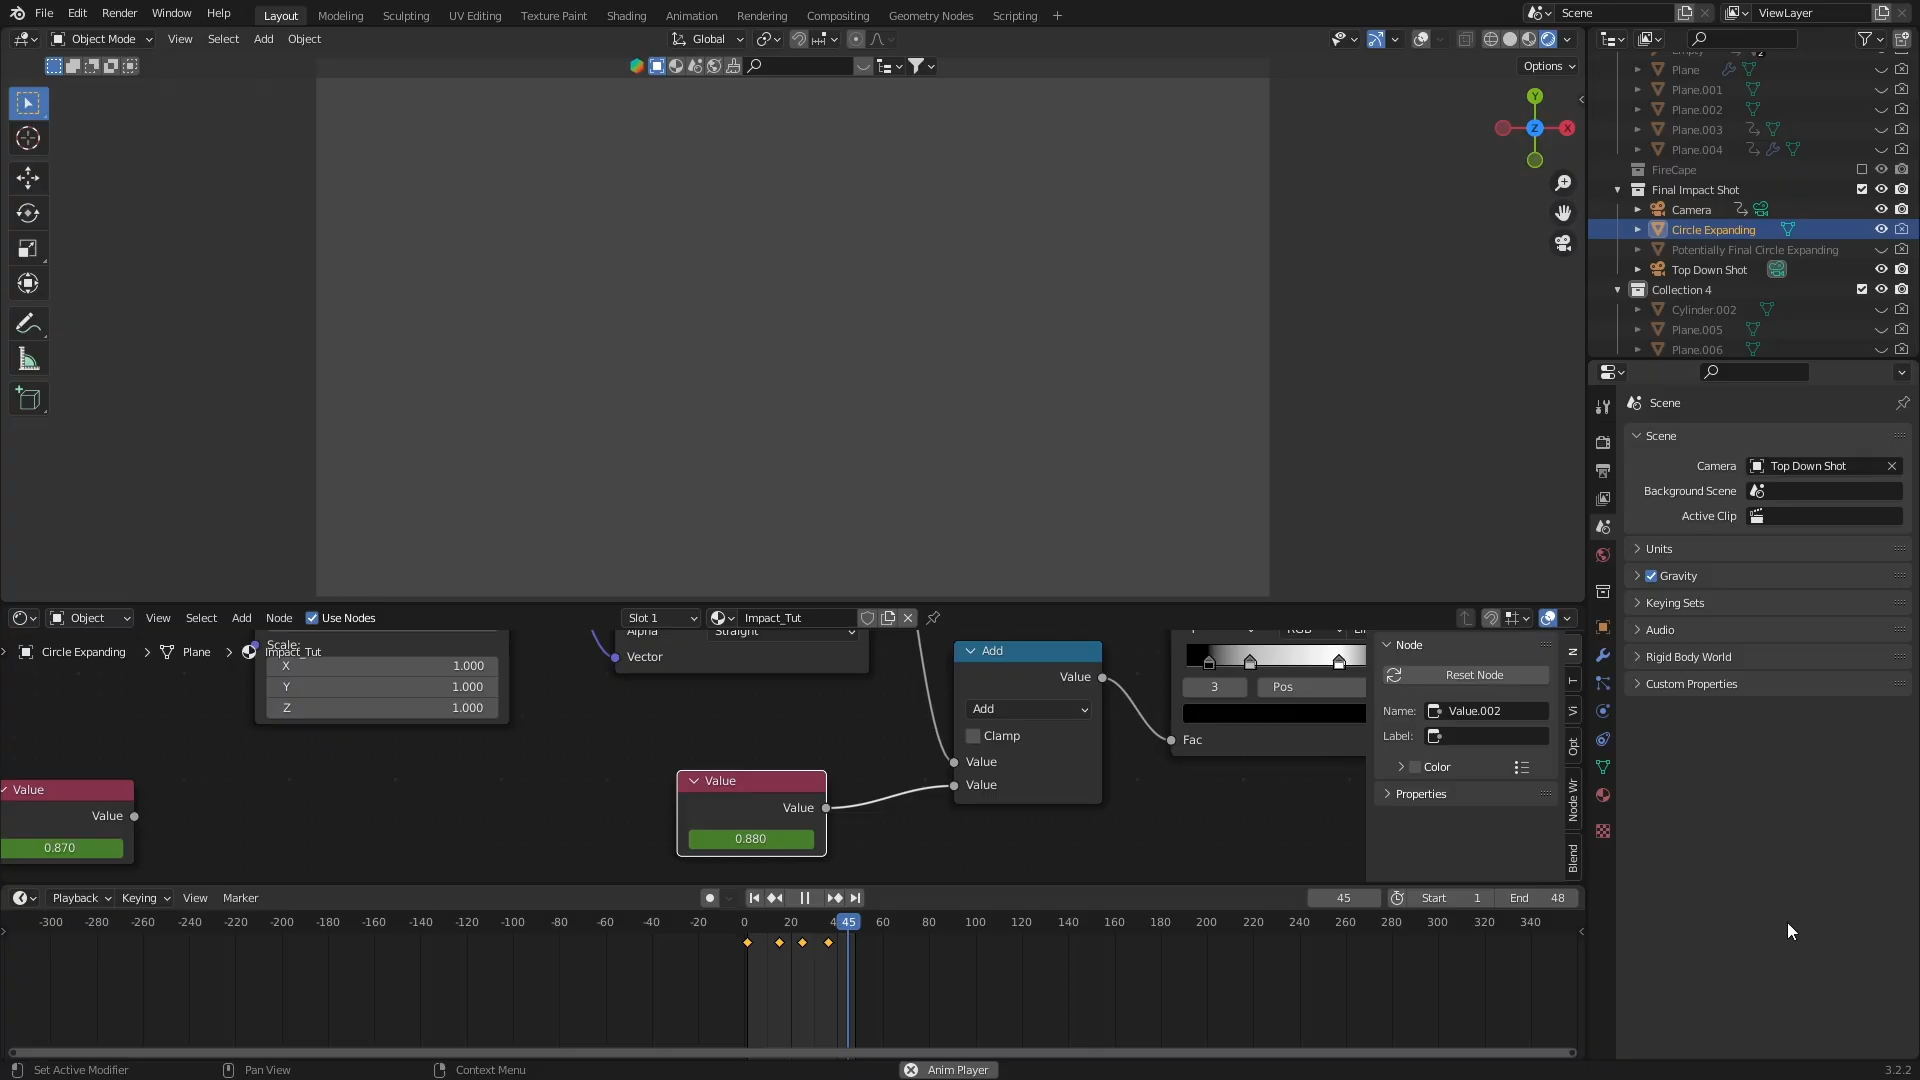 File Edit Render Window Help Layout Modeling Sculpting UV Editing Texture Paint Shading Animation Rendering Compositing Geometry Nodes Scripting + Scene ViewLayer
Object Mode View Select Add Object Global
Options
Y
X
Z
Plane
Plane.001
Plane.002
Plane.003
Plane.004
FireCape
Final Impact Shot
Camera
Circle Expanding
Potentially Final Circle Expanding
Top Down Shot
Collection 4
Cylinder.002
Plane.005
Plane.006
Scene
Scene
Camera Top Down Shot
Background Scene
Active Clip
Units
Gravity
Keying Sets
Audio
Rigid Body World
Custom Properties
Object View Select Add Node Use Nodes Slot 1 Impact_Tut
Circle Expanding > Plane > Impact_Tut
Scale:
X 1.000
Y 1.000
Z 1.000
Alpha Straight
Vector
Value
Value
0.870
Value
Value
0.880
Add
Value
Add
Clamp
Value
Value
RGB
3 Pos
Fac
Node
Reset Node
Name: Value.002
Label:
Color
Properties
N
T
Vi
Opt
Node Wr
Blend
Playback Keying View Marker 45 Start 1 End 48
-300 -280 -260 -240 -220 -200 -180 -160 -140 -120 -100 -80 -60 -40 -20 0 20 4 45 60 80 100 120 140 160 180 200 220 240 260 280 300 320 340
Set Active Modifier Pan View Context Menu Anim Player 3.2.2